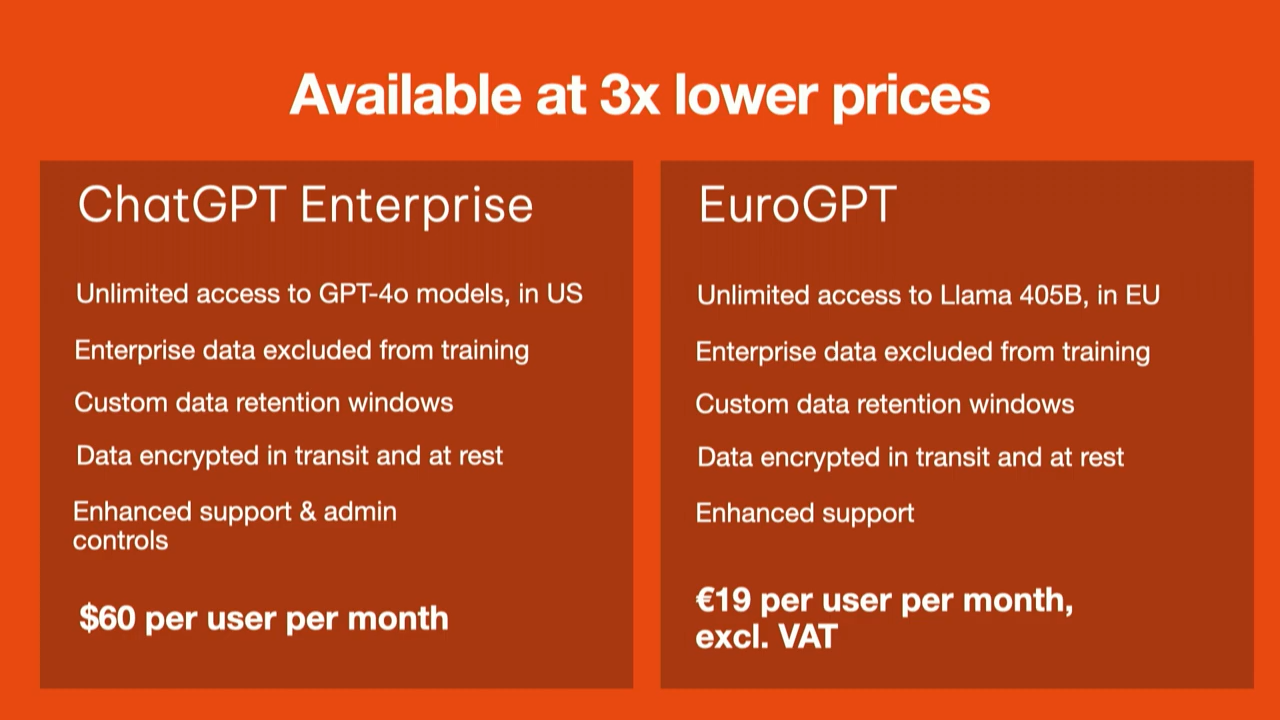 Available at 3x lower prices
ChatGPT Enterprise
Unlimited access to GPT-4o models, in US
Enterprise data excluded from training
Custom data retention windows
Data encrypted in transit and at rest
Enhanced support & admin
controls
$60 per user per month
EuroGPT
Unlimited access to Llama 405B, in EU
Enterprise data excluded from training
Custom data retention windows
Data encrypted in transit and at rest
Enhanced support
€19 per user per month,
excl. VAT